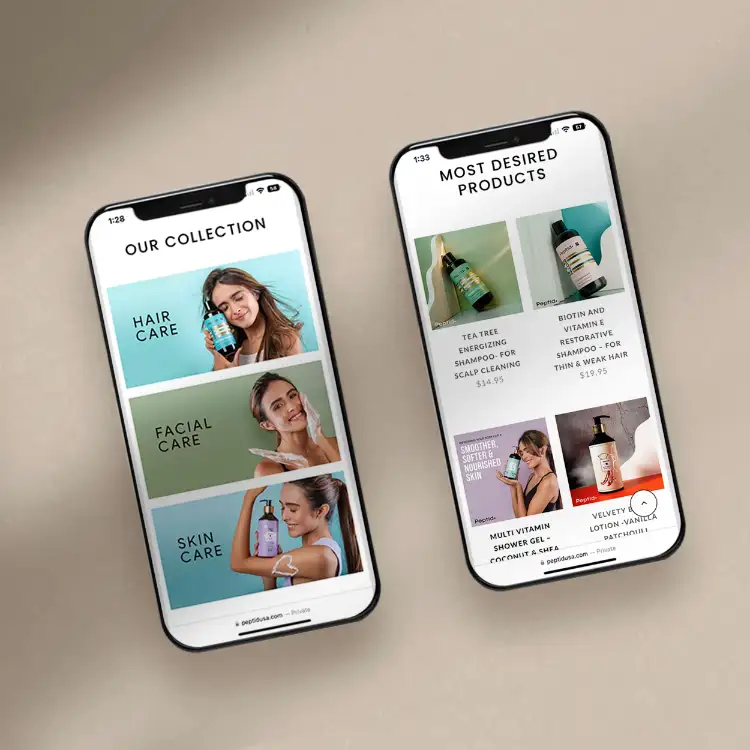 1:28
58
OUR COLLECTION
HAIR
CARE
FACIAL
CARE
SKIN
CARE
peptidusa.com — Private
1:33
57
MOST DESIRED
PRODUCTS
Peptid+
TEA TREE
ENERGIZING
SHAMPOO- FOR
SCALP CLEANING
$14.95
Peptid+
BIOTIN AND
VITAMIN E
RESTORATIVE
SHAMPOO - FOR
THIN & WEAK HAIR
$19.95
SMOOTHER,
SOFTER &
NOURISHED
SKIN
Peptid+
MULTI VITAMIN
SHOWER GEL -
COCONUT & SHEA
Peptid+
VELVETY
LOTION -VANILLA
PATCHOULI
peptidusa.com — Private